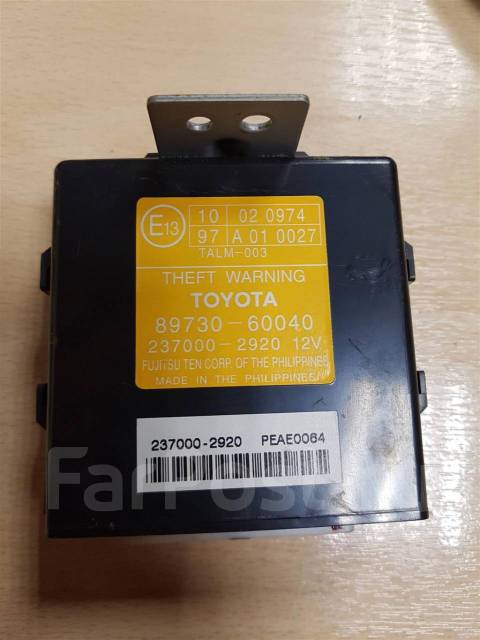 E13
10 02 0974
97 A 01 0027
TALM-003
THEFT WARNING
TOYOTA
89730-60040
237000-2920 12V
FUJITSU TEN CORP. OF THE PHILIPPINES
MADE IN THE PHILIPPINES
237000-2920 PEAE0064